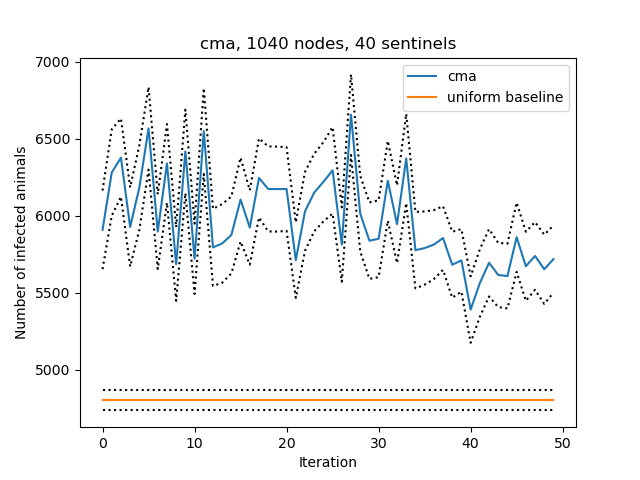 cma, 1040 nodes, 40 sentinels
7000
6500
6000
5500
5000
Number of infected animals
cma
uniform baseline
0
10
20
30
40
50
Iteration